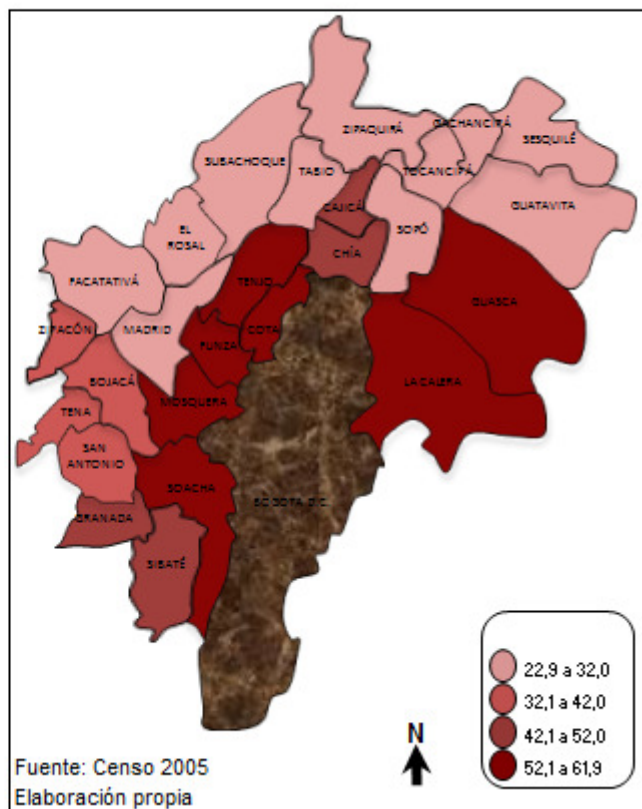 ZIPAQUIRÁ
GACHANCIPÁ
SESQUILÉ
SUBACHOQUE
TABIO
TOCANCIPÁ
CAJICÁ
GUATAVITA
EL
ROSAL
SOPÓ
CHÍA
FACATATIVÁ
TENJO
GUASCA
ZIPACÓN
MADRID
COTA
FUNZA
BOJACÁ
LA CALERA
MOSQUERA
TENA
SAN
ANTONIO
SOACHA
BOGOTA D.C.
GRANADA
SIBATÉ
22,9 a 32,0
32,1 a 42,0
42,1 a 52,0
52,1 a 61,9
N
Fuente: Censo 2005
Elaboración propia